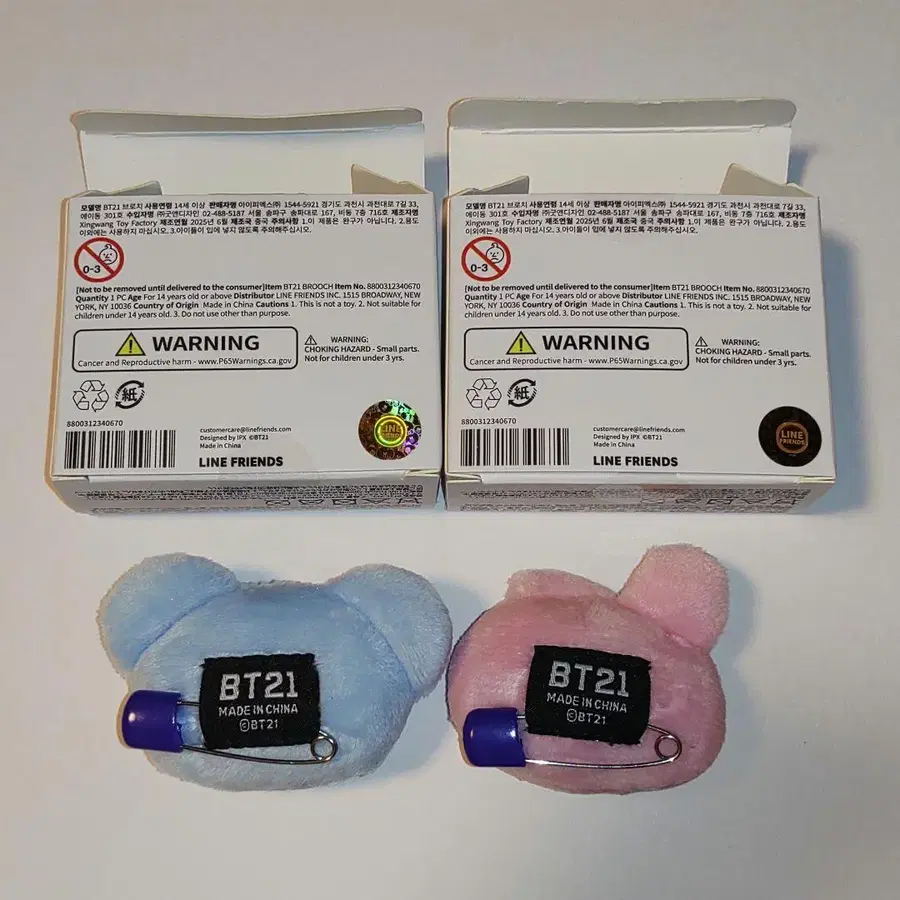 모델명 BT21 브로치 사용연령 14세 이상 판매자명 아이피엑스㈜ 1544-5921 경기도 과천시 과천대로 7길 33,
에이동 301호 수입자명 ㈜굿앤디자인 02-488-5187 서울 송파구 송파대로 167, 비동 7층 716호 제조자명
Xingwang Toy Factory 제조연월 2025년 6월 제조국 중국 주의사항 1.이 제품은 완구가 아닙니다. 2.용도
이외에는 사용하지 마십시오. 3.아이들이 입에 넣지 않도록 주의해주십시오.
0-3
[Not to be removed until delivered to the consumer]Item BT21 BROOCH Item No. 8800312340670
Quantity 1 PC Age For 14 years old or above Distributor LINE FRIENDS INC. 1515 BROADWAY, NEW
YORK, NY 10036 Country of Origin Made in China Cautions 1. This is not a toy. 2. Not suitable for
children under 14 years old. 3. Do not use other than purpose.
WARNING
Cancer and Reproductive harm - www.P65Warnings.ca.gov
WARNING:
CHOKING HAZARD - Small parts.
Not for children under 3 yrs.
紙
8800312340670
customercare@linefriends.com
Designed by IPX ©BT21
Made in China
LINE FRIENDS
LINE
FRIENDS
모델명 BT21 브로치 사용연령 14세 이상 판매자명 아이피엑스㈜ 1544-5921 경기도 과천시 과천대로 7길 33,
에이동 301호 수입자명 ㈜굿앤디자인 02-488-5187 서울 송파구 송파대로 167, 비동 7층 716호 제조자명
Xingwang Toy Factory 제조연월 2025년 6월 제조국 중국 주의사항 1.이 제품은 완구가 아닙니다. 2.용도
이외에는 사용하지 마십시오. 3.아이들이 입에 넣지 않도록 주의해주십시오.
0-3
[Not to be removed until delivered to the consumer]Item BT21 BROOCH Item No. 8800312340670
Quantity 1 PC Age For 14 years old or above Distributor LINE FRIENDS INC. 1515 BROADWAY, NEW
YORK, NY 10036 Country of Origin Made in China Cautions 1. This is not a toy. 2. Not suitable for
children under 14 years old. 3. Do not use other than purpose.
WARNING
Cancer and Reproductive harm - www.P65Warnings.ca.gov
WARNING:
CHOKING HAZARD - Small parts.
Not for children under 3 yrs.
紙
8800312340670
customercare@linefriends.com
Designed by IPX ©BT21
Made in China
LINE FRIENDS
LINE
FRIENDS
BT21
MADE IN CHINA
©BT21
BT21
MADE IN CHINA
©BT21